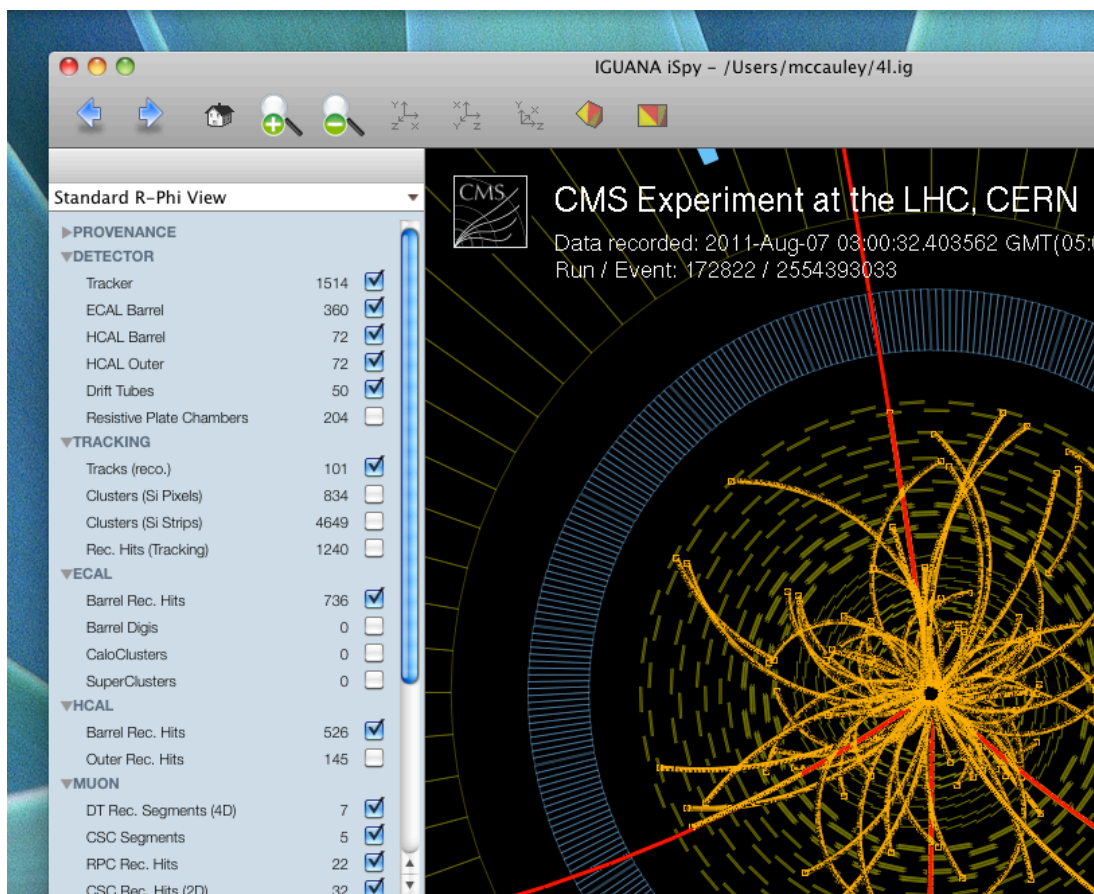 IGUANA iSpy - /Users/mccauley/4l.ig
Y Z X
X Y Z
Y X Z
Standard R-Phi View
CMS
CMS Experiment at the LHC, CERN
Data recorded: 2011-Aug-07 03:00:32.403562 GMT(05:
Run / Event: 172822 / 2554393033
PROVENANCE
DETECTOR
Tracker 1514
ECAL Barrel 360
HCAL Barrel 72
HCAL Outer 72
Drift Tubes 50
Resistive Plate Chambers 204
TRACKING
Tracks (reco.) 101
Clusters (Si Pixels) 834
Clusters (Si Strips) 4649
Rec. Hits (Tracking) 1240
ECAL
Barrel Rec. Hits 736
Barrel Digis 0
CaloClusters 0
SuperClusters 0
HCAL
Barrel Rec. Hits 526
Outer Rec. Hits 145
MUON
DT Rec. Segments (4D) 7
CSC Segments 5
RPC Rec. Hits 22
CSC Rec. Hits (2D) 32